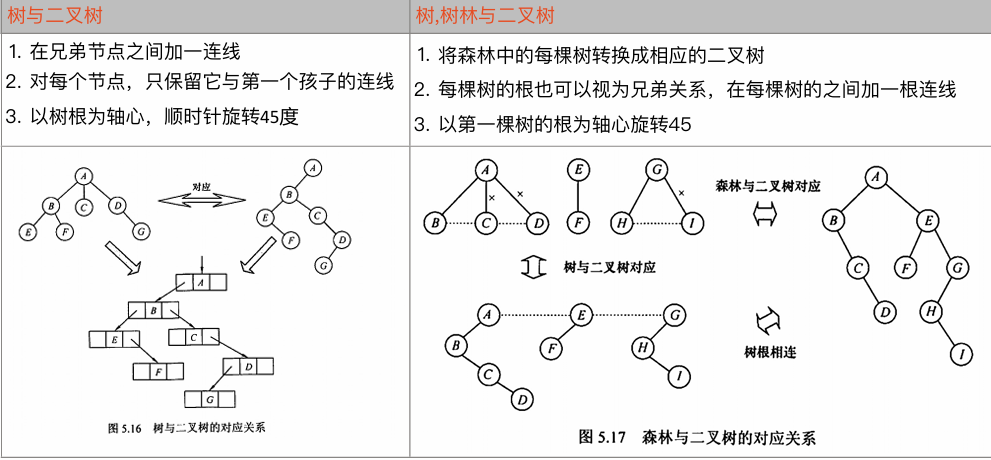 树与二叉树
树,树林与二叉树
1. 在兄弟节点之间加一连线
2. 对每个节点，只保留它与第一个孩子的连线
3. 以树根为轴心，顺时针旋转45度
1. 将森林中的每棵树转换成相应的二叉树
2. 每棵树的根也可以视为兄弟关系，在每棵树的之间加一根连线
3. 以第一棵树的根为轴心旋转45
A
B C D
E F G
对应
A
B
E C
F D
G
A
B
E C
F D
G
图 5.16 树与二叉树的对应关系
A E G
× × ×
B C D F H I
树与二叉树对应
A E G
B F H
C I
D
森林与二叉树对应
树根相连
A
B E
C F G
D H
I
图 5.17 森林与二叉树的对应关系